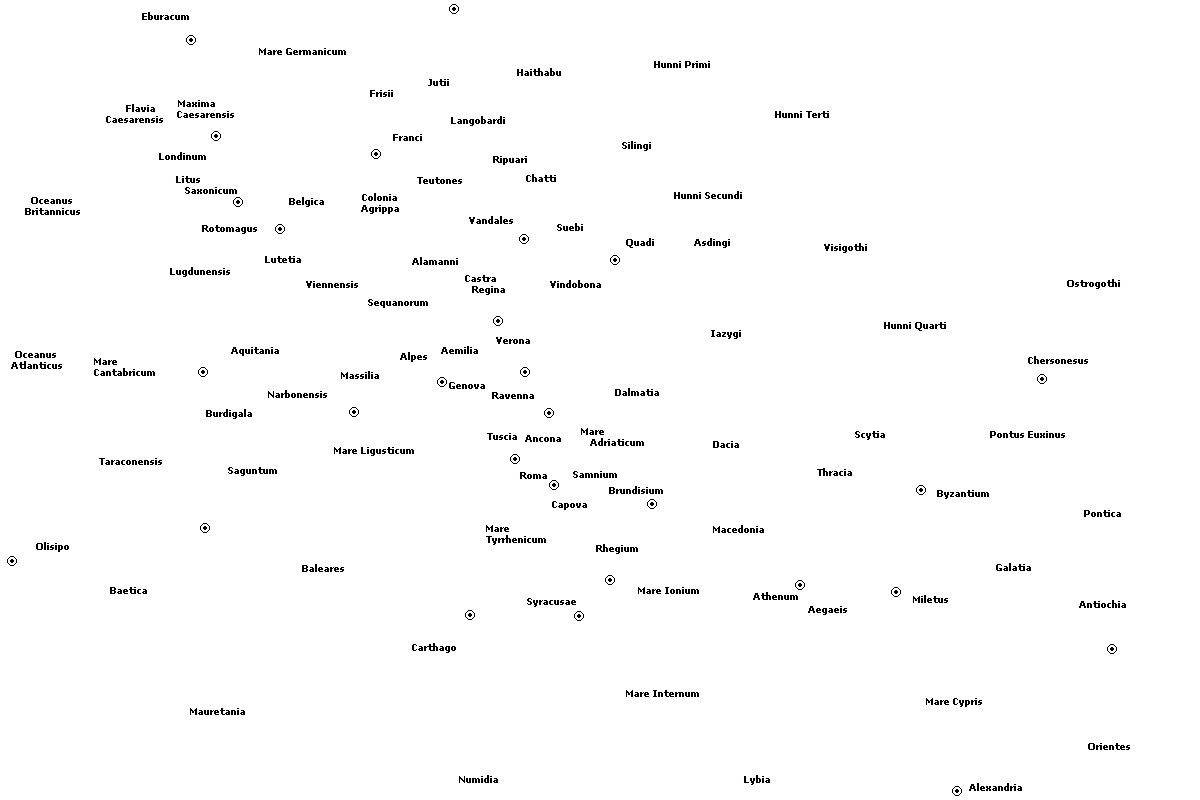 Eburacum
Mare Germanicum
Hunni Primi
Haithabu
Jutii
Frisii
Maxima
Caesarensis
Flavia
Caesarensis
Hunni Terti
Langobardi
Franci
Silingi
Londinum
Ripuari
Litus
Saxonicum
Teutones
Chatti
Hunni Secundi
Oceanus
Britannicus
Belgica
Colonia
Agrippa
Vandales
Rotomagus
Suebi
Quadi
Asdingi
Visigothi
Lutetia
Alamanni
Lugdunensis
Viennensis
Castra
Regina
Vindobona
Ostrogothi
Sequanorum
Hunni Quarti
Iazygi
Verona
Oceanus
Atlanticus
Mare
Cantabricum
Aquitania
Alpes
Aemilia
Chersonesus
Massilia
Genova
Narbonensis
Ravenna
Dalmatia
Burdigala
Mare
Adriaticum
Tuscia
Ancona
Dacia
Scytia
Pontus Euxinus
Mare Ligusticum
Taraconensis
Saguntum
Roma
Samnium
Thracia
Brundisium
Byzantium
Capova
Pontica
Mare
Tyrrhenicum
Macedonia
Olisipo
Rhegium
Baleares
Galatia
Baetica
Mare Ionium
Athenum
Syracusae
Miletus
Aegaeis
Antiochia
Carthago
Mare Internum
Mare Cypris
Mauretania
Orientes
Numidia
Lybia
Alexandria